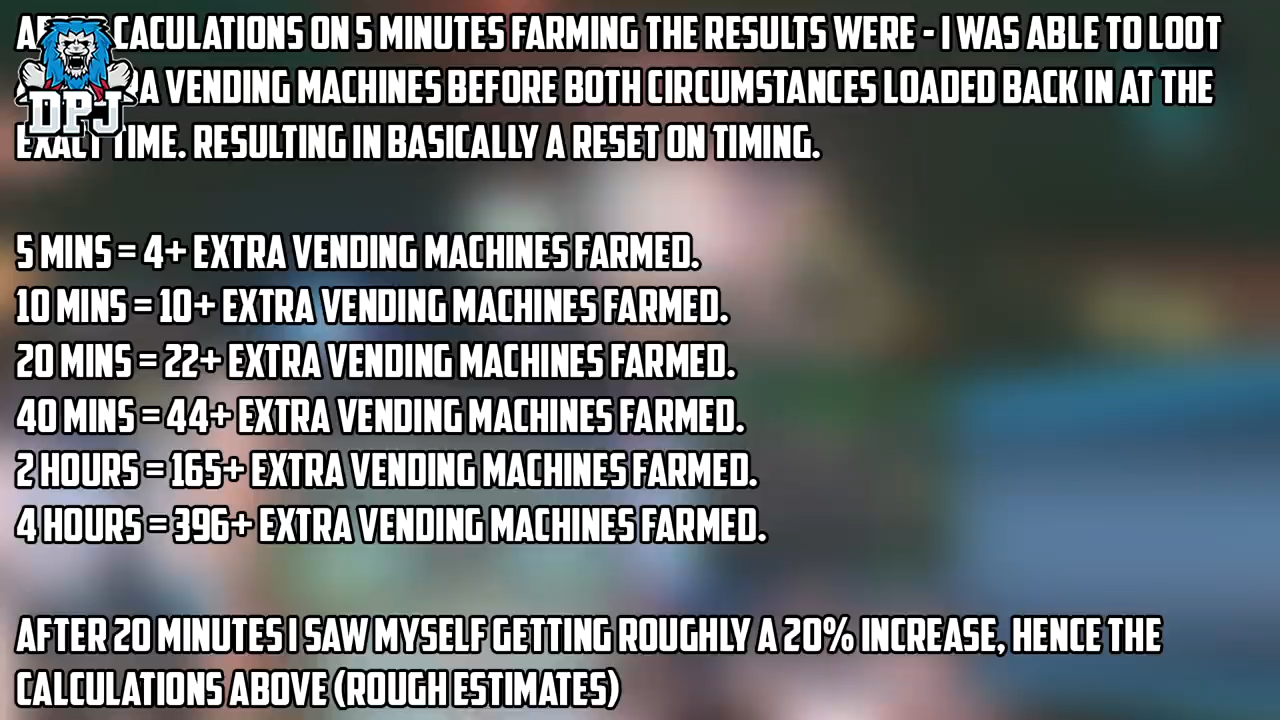 CACULATIONS ON 5 MINUTES FARMING THE RESULTS WERE - I WAS ABLE TO LOOT
A VENDING MACHINES BEFORE BOTH CIRCUMSTANCES LOADED BACK IN AT THE
EXACT TIME. RESULTING IN BASICALLY A RESET ON TIMING.
DPJ
5 MINS = 4+ EXTRA VENDING MACHINES FARMED.
10 MINS = 10+ EXTRA VENDING MACHINES FARMED.
20 MINS = 22+ EXTRA VENDING MACHINES FARMED.
40 MINS = 44+ EXTRA VENDING MACHINES FARMED.
2 HOURS = 165+ EXTRA VENDING MACHINES FARMED.
4 HOURS = 396+ EXTRA VENDING MACHINES FARMED.
AFTER 20 MINUTES I SAW MYSELF GETTING ROUGHLY A 20% INCREASE, HENCE THE
CALCULATIONS ABOVE (ROUGH ESTIMATES)